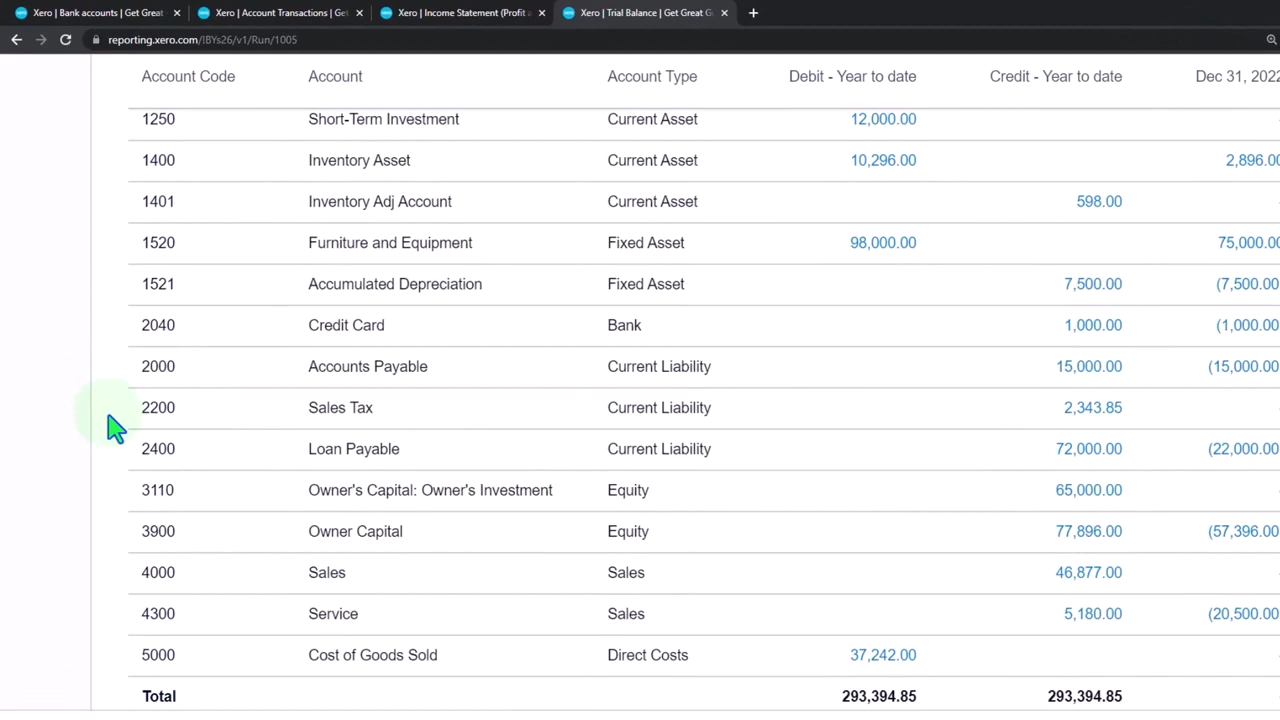 Xero | Bank accounts | Get Great
Xero | Account Transactions | Get
Xero | Income Statement (Profit a
Xero | Trial Balance | Get Great G
reporting.xero.com/!BYs26/v1/Run/1005
Account Code Account Account Type Debit - Year to date Credit - Year to date Dec 31, 2022
1250 Short-Term Investment Current Asset 12,000.00
1400 Inventory Asset Current Asset 10,296.00 2,896.00
1401 Inventory Adj Account Current Asset 598.00
1520 Furniture and Equipment Fixed Asset 98,000.00 75,000.00
1521 Accumulated Depreciation Fixed Asset 7,500.00 (7,500.00
2040 Credit Card Bank 1,000.00 (1,000.00
2000 Accounts Payable Current Liability 15,000.00 (15,000.00
2200 Sales Tax Current Liability 2,343.85
2400 Loan Payable Current Liability 72,000.00 (22,000.00
3110 Owner's Capital: Owner's Investment Equity 65,000.00
3900 Owner Capital Equity 77,896.00 (57,396.00
4000 Sales Sales 46,877.00
4300 Service Sales 5,180.00 (20,500.00
5000 Cost of Goods Sold Direct Costs 37,242.00
Total 293,394.85 293,394.85